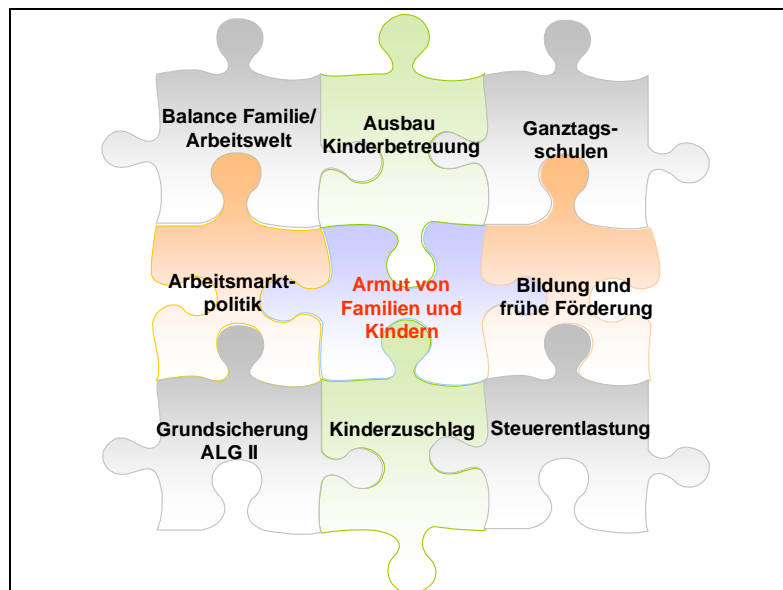 Balance Familie/
Arbeitswelt
Ausbau
Kinderbetreuung
Ganztags-
schulen
Arbeitsmarkt-
politik
Armut von
Familien und
Kindern
Bildung und
frühe Förderung
Grundsicherung
ALG II
Kinderzuschlag
Steuerentlastung